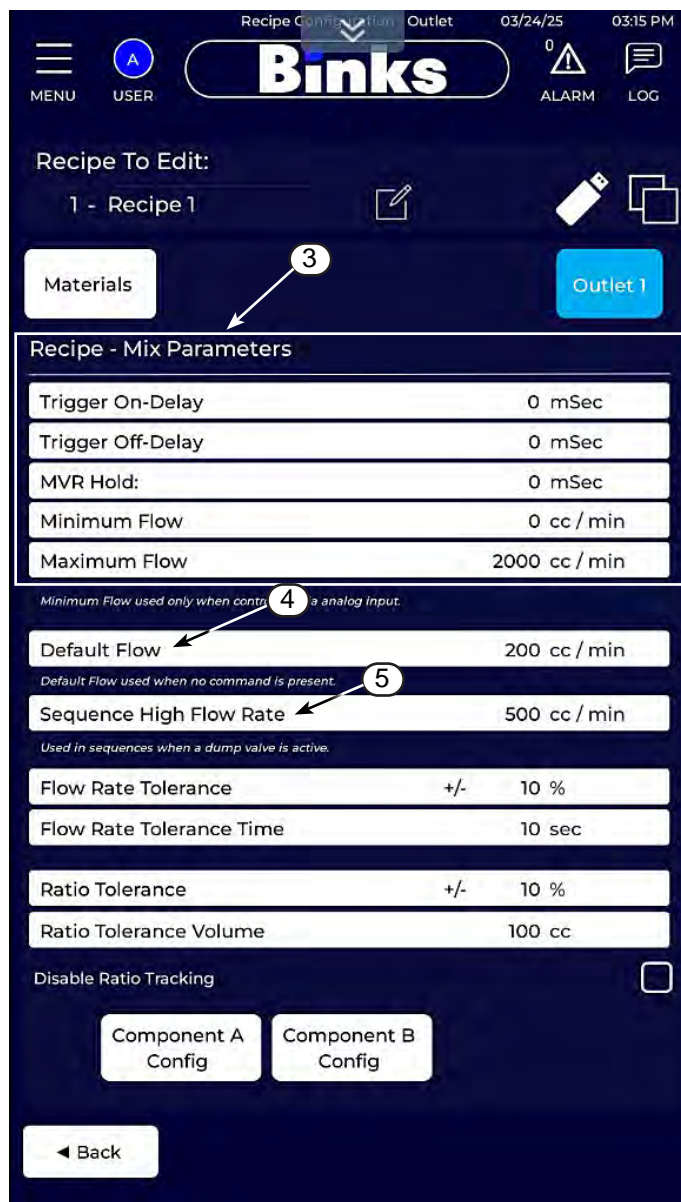 Recipe Configuration Outlet 03/24/25 03:15 PM
A
0
MENU USER Binks ALARM LOG
Recipe To Edit:
1 - Recipe 1
3
Materials Outlet 1
Recipe - Mix Parameters
Trigger On-Delay 0 mSec
Trigger Off-Delay 0 mSec
MVR Hold: 0 mSec
Minimum Flow 0 cc / min
Maximum Flow 2000 cc / min
Minimum Flow used only when a analog input.
4
Default Flow 200 cc / min
Default Flow used when no command is present.
5
Sequence High Flow Rate 500 cc / min
Used in sequences when a dump valve is active.
Flow Rate Tolerance +/- 10 %
Flow Rate Tolerance Time 10 sec
Ratio Tolerance +/- 10 %
Ratio Tolerance Volume 100 cc
Disable Ratio Tracking
Component A Component B
Config Config
◄ Back